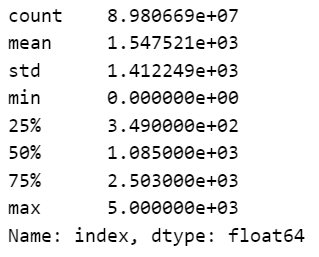 count 8.980669e+07
mean 1.547521e+03
std 1.412249e+03
min 0.000000e+00
25% 3.490000e+02
50% 1.085000e+03
75% 2.503000e+03
max 5.000000e+03
Name: index, dtype: float64